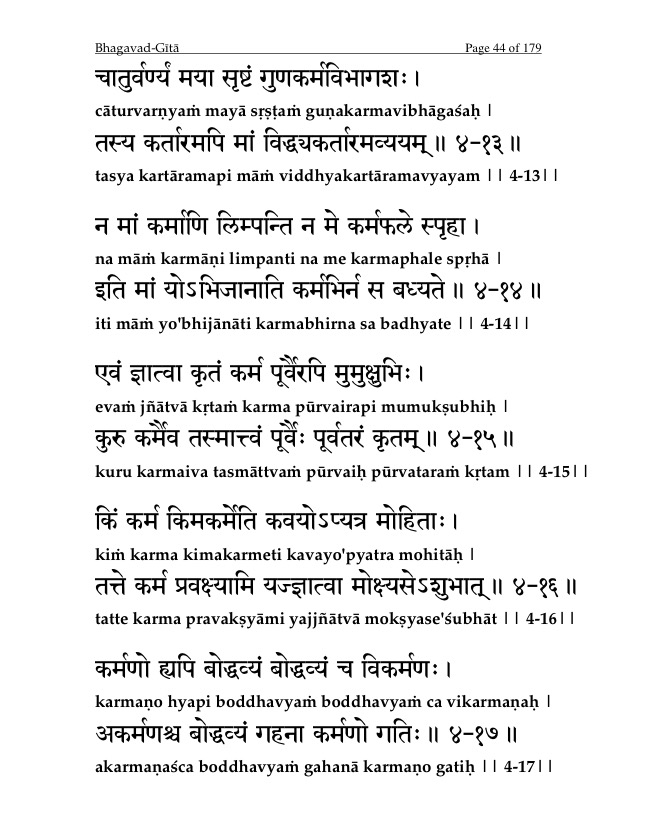 Bhagavad-Gītā Page 44 of 179
चातुर्वर्ण्यं मया सृष्टं गुणकर्मविभागशः ।
cāturvarṇyaṁ mayā sṛṣṭaṁ guṇakarmavibhāgaśaḥ |
तस्य कर्तारमपि मां विद्ध्यकर्तारमव्ययम् ॥ ४-१३॥
tasya kartāramapi māṁ viddhyakartāramavyayam || 4-13||
न मां कर्माणि लिम्पन्ति न मे कर्मफले स्पृहा ।
na māṁ karmāṇi limpanti na me karmaphale spṛhā |
इति मां योऽभिजानाति कर्मभिर्न स बध्यते ॥ ४-१४॥
iti māṁ yo'bhijānāti karmabhirna sa badhyate || 4-14||
एवं ज्ञात्वा कृतं कर्म पूर्वैरपि मुमुक्षुभिः ।
evaṁ jñātvā kṛtaṁ karma pūrvairapi mumukṣubhiḥ |
कुरु कर्मैव तस्मात्त्वं पूर्वैः पूर्वतरं कृतम् ॥ ४-१५॥
kuru karmaiva tasmāttvaṁ pūrvaiḥ pūrvataraṁ kṛtam || 4-15||
किं कर्म किमकर्मेति कवयोऽप्यत्र मोहिताः ।
kiṁ karma kimakarmeti kavayo'pyatra mohitāḥ |
तत्ते कर्म प्रवक्ष्यामि यज्ज्ञात्वा मोक्ष्यसेऽशुभात् ॥ ४-१६॥
tatte karma pravakṣyāmi yajjñātvā mokṣyase'śubhāt || 4-16||
कर्मणो ह्यपि बोद्धव्यं बोद्धव्यं च विकर्मणः ।
karmaṇo hyapi boddhavyaṁ boddhavyaṁ ca vikarmaṇaḥ |
अकर्मणश्च बोद्धव्यं गहना कर्मणो गतिः ॥ ४-१७॥
akarmaṇaśca boddhavyaṁ gahanā karmaṇo gatiḥ || 4-17||